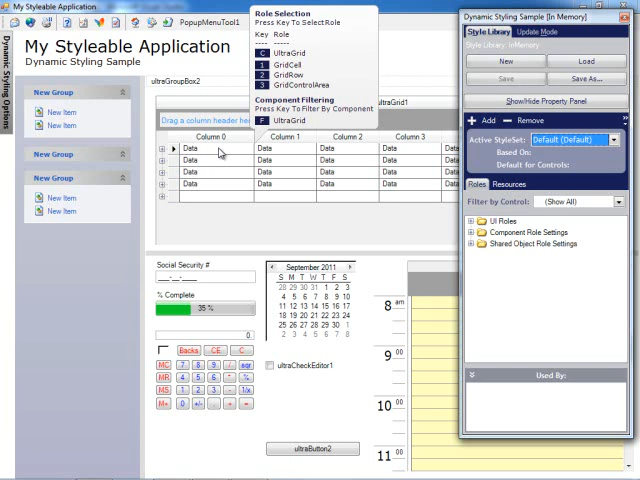 My Styleable Application
PopupMenuTool1
Dynamic Styling Options
My Styleable Application
Dynamic Styling Sample
New Group
New Item
New Item
New Group
New Group
New Item
New Item
Role Selection
Press Key To SelectRole
Key Role
---- -----
C UltraGrid
1 GridCell
2 GridRow
3 GridControlArea
Component Filtering
Press Key To Filter By Component
F UltraGrid
ultraGroupBox2
Grid1
Drag a column header he
Column 0 Column 1 Column 2 Column 3
Data Data Data Data
Data Data Data Data
Data Data Data Data
Data Data Data Data
Social Security #
___-__-____
% Complete
35 %
0.
Backs CE C
MC 7 8 9 / sqr
MR 4 5 6 * %
MS 1 2 3 - 1/x
M+ 0 +/- . + =
September 2011
S M T W T F S
28 29 30 31 1 2 3
4 5 6 7 8 9 10
11 12 13 14 15 16 17
18 19 20 21 22 23 24
25 26 27 28 29 30 1
2 3 4 5 6 7 8
ultraCheckEditor1
ultraButton2
8 am
9 00
10 00
11 00
Dynamic Styling Sample [In Memory]
Style Library Update Mode
Style Library: InMemory
New Load
Save Save As...
Show/Hide Property Panel
Add Remove
Active StyleSet: Default (Default)
Based On:
Default for Controls:
Roles Resources
Filter by Control: (Show All)
UI Roles
Component Role Settings
Shared Object Role Settings
Used By: